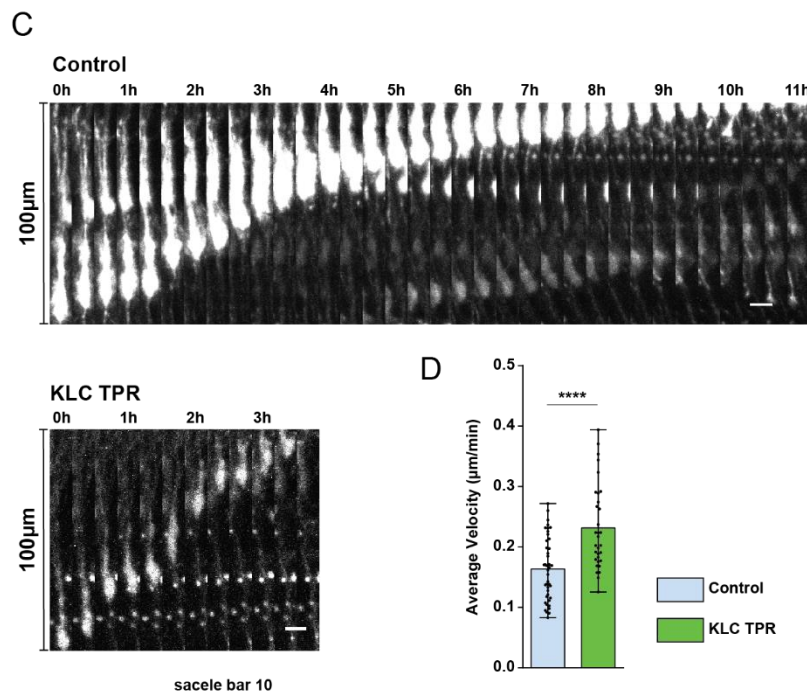 C
Control
0h 1h 2h 3h 4h 5h 6h 7h 8h 9h 10h 11h
100µm
KLC TPR
0h 1h 2h 3h
100µm
sacele bar 10
D
Average Velocity (µm/min)
0.5
0.4
0.3
0.2
0.1
0.0
****
Control
KLC TPR